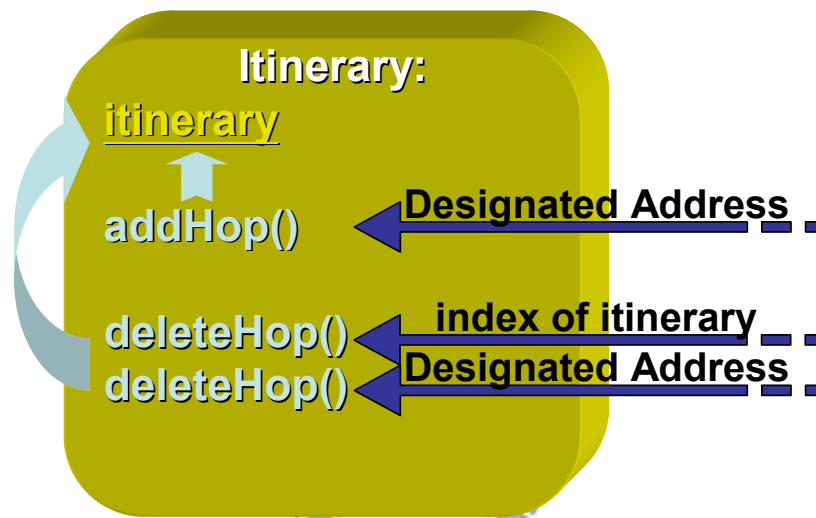 Itinerary:
itinerary
addHop() Designated Address
deleteHop() index of itinerary
deleteHop() Designated Address